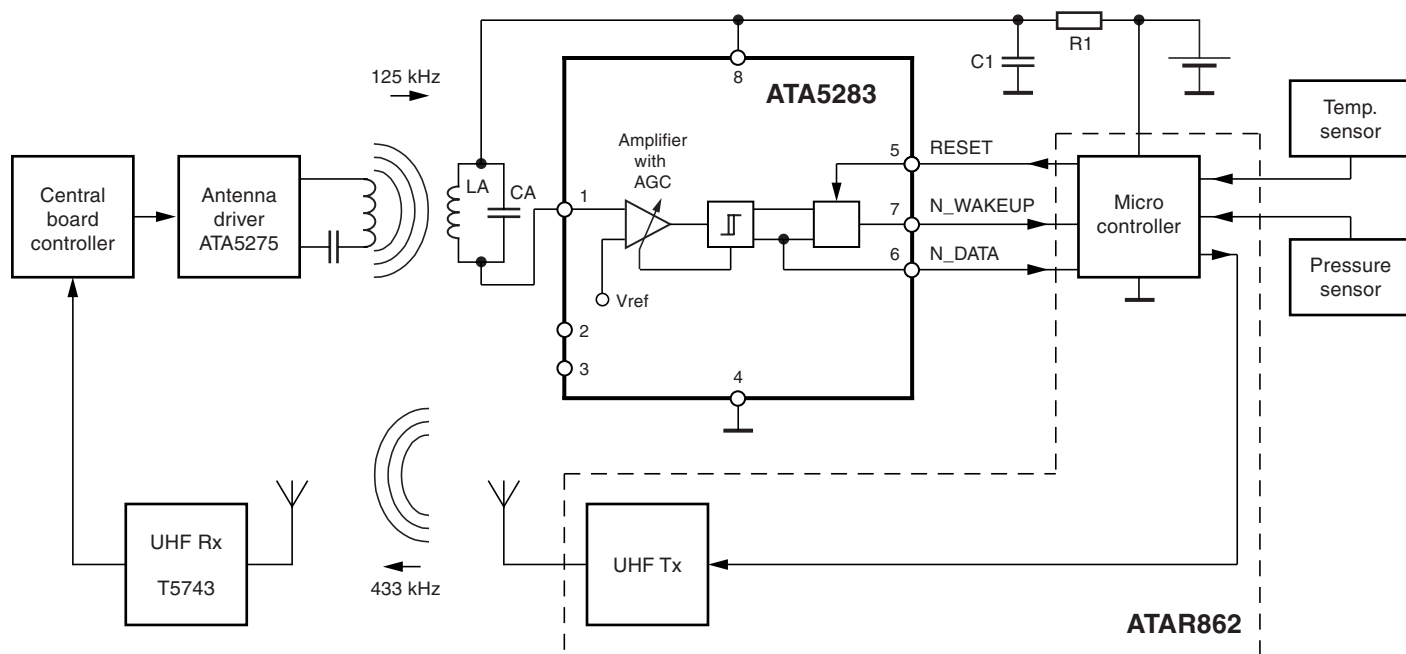 125 kHz
Central
board
controller
Antenna
driver
ATA5275
LA
CA
ATA5283
8
Amplifier
with
AGC
1
Vref
2
3
4
5
RESET
7
N_WAKEUP
6
N_DATA
C1
R1
Micro
controller
Temp.
sensor
Pressure
sensor
UHF Rx
T5743
433 kHz
UHF Tx
ATAR862